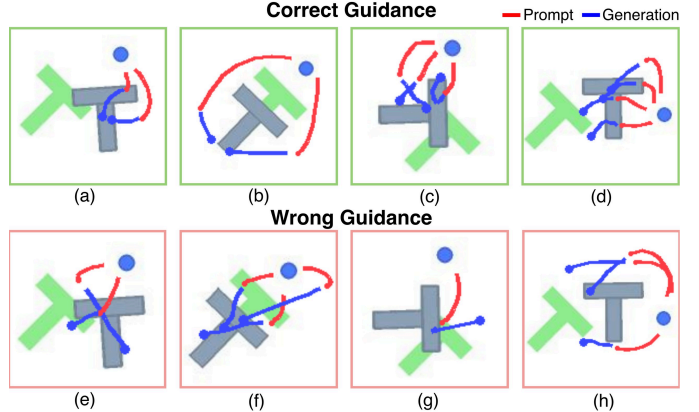 Correct Guidance
Prompt Generation
(a) (b) (c) (d)
Wrong Guidance
(e) (f) (g) (h)